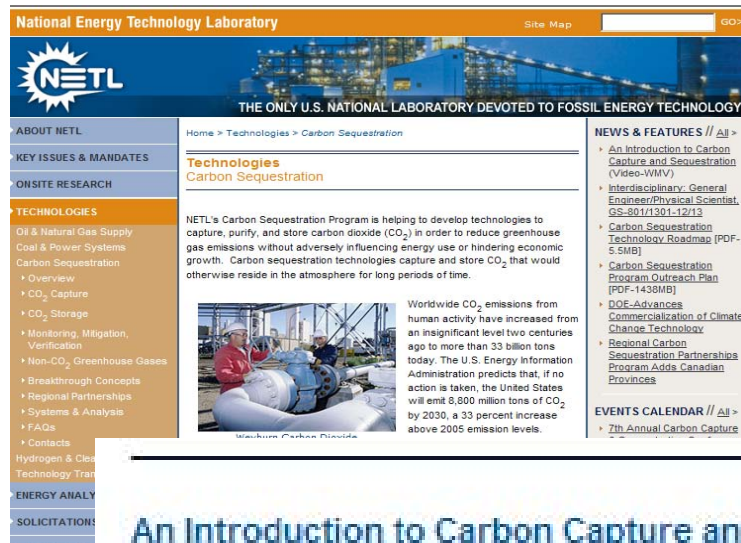 National Energy Technology Laboratory
Site Map
GO>
NETL
THE ONLY U.S. NATIONAL LABORATORY DEVOTED TO FOSSIL ENERGY TECHNOLOGY
ABOUT NETL
KEY ISSUES & MANDATES
ONSITE RESEARCH
TECHNOLOGIES
Oil & Natural Gas Supply
Coal & Power Systems
Carbon Sequestration
Overview
CO2 Capture
CO2 Storage
Monitoring, Mitigation,
Verification
Non-CO2 Greenhouse Gases
Breakthrough Concepts
Regional Partnerships
Systems & Analysis
FAQs
Contacts
Hydrogen & Clea
Technology Tran
ENERGY ANALY
SOLICITATIONS
Home > Technologies > Carbon Sequestration
Technologies
Carbon Sequestration
NETL's Carbon Sequestration Program is helping to develop technologies to
capture, purify, and store carbon dioxide (CO2) in order to reduce greenhouse
gas emissions without adversely influencing energy use or hindering economic
growth. Carbon sequestration technologies capture and store CO2 that would
otherwise reside in the atmosphere for long periods of time.
Worldwide CO2 emissions from
human activity have increased from
an insignificant level two centuries
ago to more than 33 billion tons
today. The U.S. Energy Information
Administration predicts that, if no
action is taken, the United States
will emit 8,800 million tons of CO2
by 2030, a 33 percent increase
above 2005 emission levels.
Weyburn Carbon Dioxide
NEWS & FEATURES // All >
An Introduction to Carbon
Capture and Sequestration
(Video-WMV)
Interdisciplinary: General
Engineer/Physical Scientist,
GS-801/1301-12/13
Carbon Sequestration
Technology Roadmap [PDF-
5.5MB]
Carbon Sequestration
Program Outreach Plan
[PDF-1438MB]
DOE-Advances
Commercialization of Climate
Change Technology
Regional Carbon
Sequestration Partnerships
Program Adds Canadian
Provinces
EVENTS CALENDAR // All >
7th Annual Carbon Capture
An Introduction to Carbon Capture an